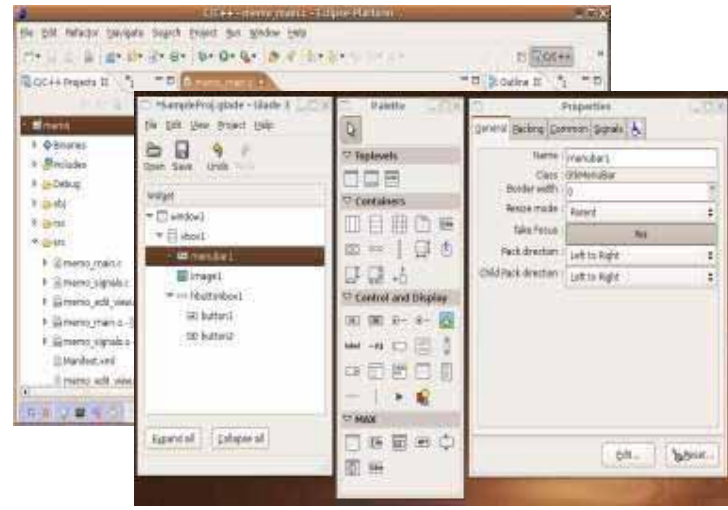 C/C++ - memo_main.c - Eclipse Platform
File Edit Refactor Navigate Search Project Run Window Help
C/C++
C/C++ Projects
memo_main.c
Outline
memo
Binaries
Includes
Debug
obj
src
memo_main.c
memo_signals.c
memo_edit_view.
memo_main.o - [
memo_signals.o -
Manifest.xml
memo_edit_view.
*SampleProj.glade - Glade 3
File Edit View Project Help
Open Save Undo
Widget
window1
vbox1
menubar1
image1
hbuttonbox1
button1
button2
Expand all Collapse all
Palette
Toplevels
Containers
Control and Display
label
MAX
Properties
General Packing Common Signals
Name : menubar1
Class : GtkMenuBar
Border width : 0
Resize mode : Parent
Take Focus : No
Pack direction : Left to Right
Child Pack direction : Left to Right
Edit... Reset...